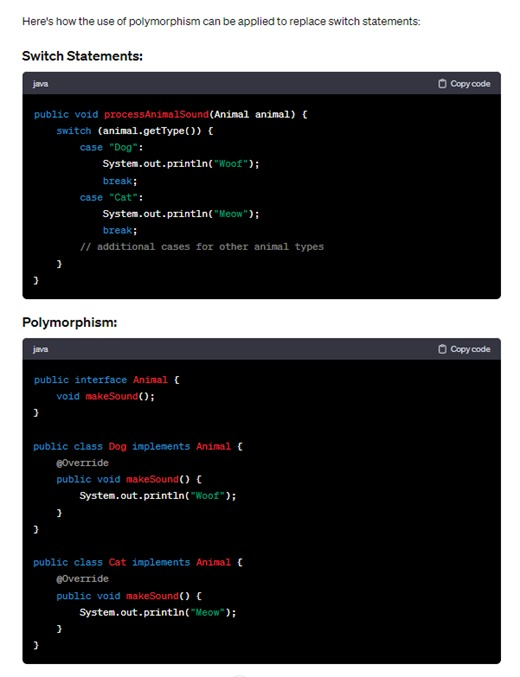 Here's how the use of polymorphism can be applied to replace switch statements:
Switch Statements:
java
Copy code
public void processAnimalSound(Animal animal) {
    switch (animal.getType()) {
        case "Dog":
            System.out.println("Woof");
            break;
        case "Cat":
            System.out.println("Meow");
            break;
        // additional cases for other animal types
    }
}
Polymorphism:
java
Copy code
public interface Animal {
    void makeSound();
}
public class Dog implements Animal {
    @Override
    public void makeSound() {
        System.out.println("Woof");
    }
}
public class Cat implements Animal {
    @Override
    public void makeSound() {
        System.out.println("Meow");
    }
}